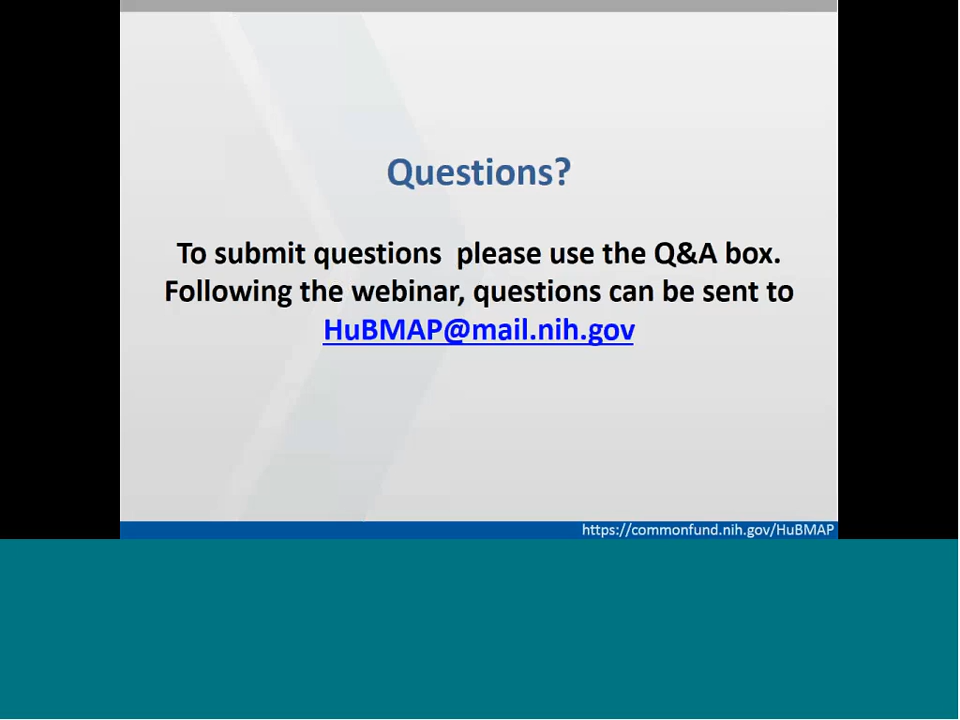 Questions?
To submit questions  please use the Q&A box.
Following the webinar, questions can be sent to
HuBMAP@mail.nih.gov
https://commonfund.nih.gov/HuBMAP